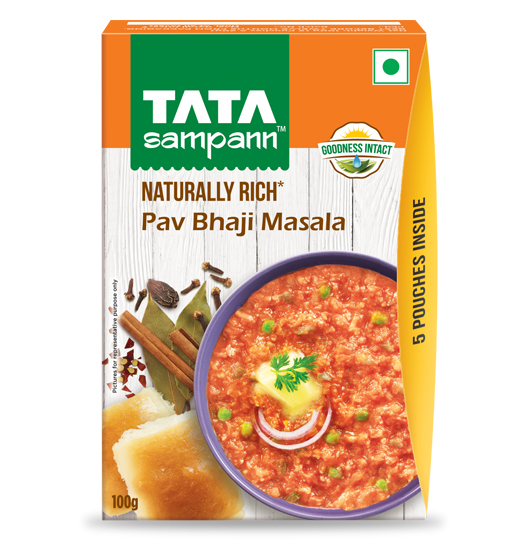 TATA
sampann™
GOODNESS INTACT
NATURALLY RICH*
Pav Bhaji Masala
5 POUCHES INSIDE
Pictures for representative purpose only
100g